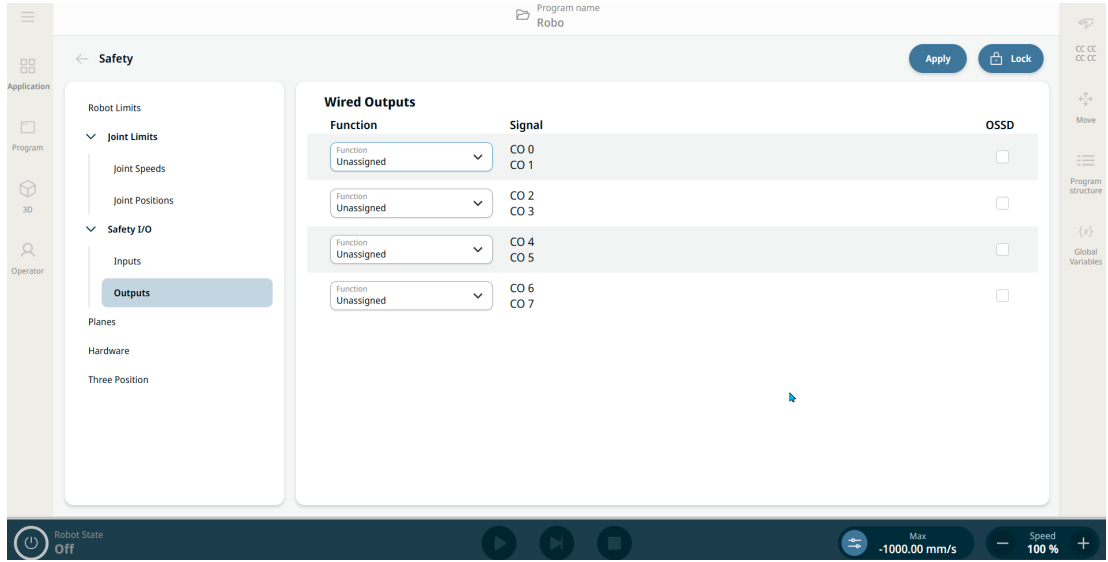 Program name
Robo
Application
Program
3D
Operator
Safety
Apply
Lock
Robot Limits
Joint Limits
Joint Speeds
Joint Positions
Safety I/O
Inputs
Outputs
Planes
Hardware
Three Position
Wired Outputs
Function Signal OSSD
Function
Unassigned
CO 0
CO 1
Function
Unassigned
CO 2
CO 3
Function
Unassigned
CO 4
CO 5
Function
Unassigned
CO 6
CO 7
CC CC
CC CC
Move
Program
structure
{x}
Global
Variables
Robot State
Off
Max
-1000.00 mm/s
Speed
100 %